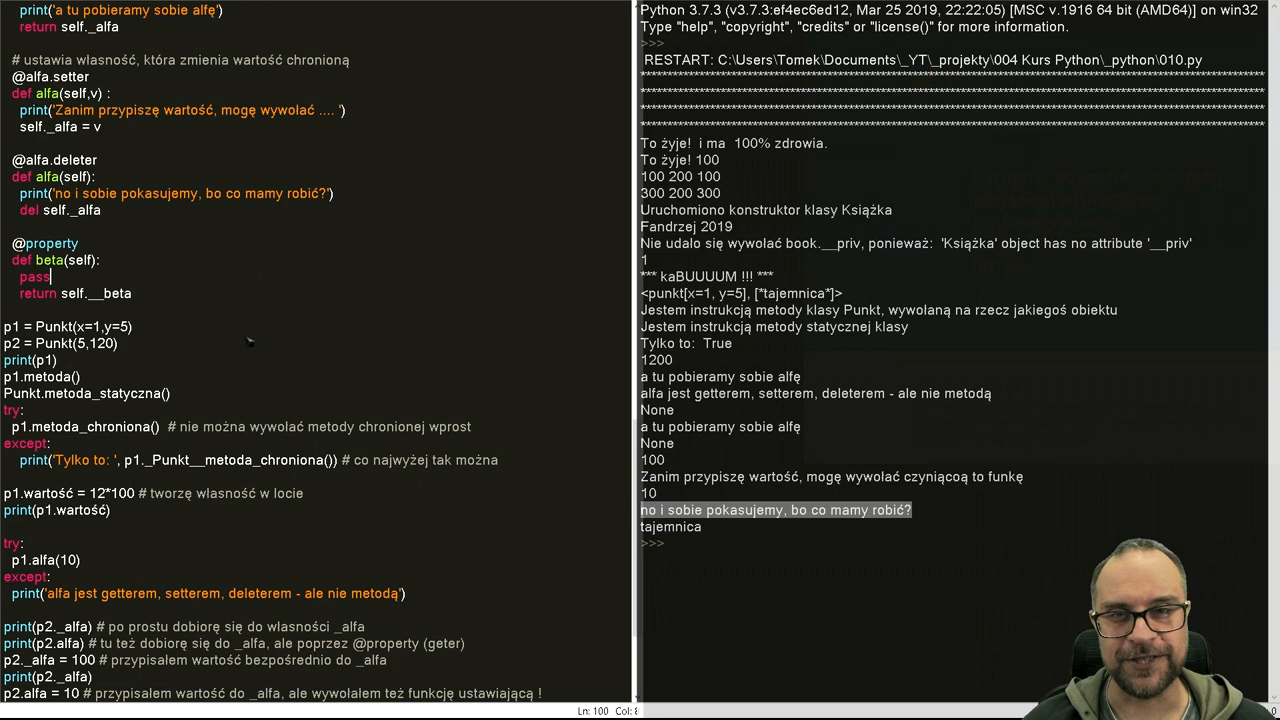 print('a tu pobieramy sobie alfę')
return self._alfa
# ustawia własność, która zmienia wartość chronioną
@alfa.setter
def alfa(self,v) :
print('Zanim przypiszę wartość, mogę wywołać .... ')
self._alfa = v
@alfa.deleter
def alfa(self):
print('no i sobie pokasujemy, bo co mamy robić?')
del self._alfa
@property
def beta(self):
pass
return self.__beta
p1 = Punkt(x=1,y=5)
p2 = Punkt(5,120)
print(p1)
p1.metoda()
Punkt.metoda_statyczna()
try:
p1.metoda_chroniona()  # nie można wywołać metody chronionej wprost
except:
print('Tylko to: ', p1._Punkt__metoda_chroniona()) # co najwyżej tak można
p1.wartość = 12*100 # tworzę własność w locie
print(p1.wartość)
try:
p1.alfa(10)
except:
print('alfa jest getterem, setterem, deleterem - ale nie metodą')
print(p2._alfa) # po prostu dobiorę się do własności _alfa
print(p2.alfa) # tu też dobiorę się do _alfa, ale poprzez @property (geter)
p2._alfa = 100 # przypisałem wartość bezpośrednio do _alfa
print(p2._alfa)
p2.alfa = 10 # przypisałem wartość do _alfa, ale wywołałem też funkcję ustawiającą !
Ln: 100  Col: 8
Python 3.7.3 (v3.7.3:ef4ec6ed12, Mar 25 2019, 22:22:05) [MSC v.1916 64 bit (AMD64)] on win32
Type "help", "copyright", "credits" or "license()" for more information.
>>>
RESTART: C:\Users\Tomek\Documents\_YT\_projekty\004 Kurs Python\_python\010.py
To żyje!  i ma  100% zdrowia.
To żyje! 100
100 200 100
300 200 300
Uruchomiono konstruktor klasy Książka
Fandrzej 2019
Nie udalo się wywołać book.__priv, ponieważ:  'Książka' object has no attribute '__priv'
1
*** kaBUUUUM !!! ***
<punkt[x=1, y=5], [*tajemnica*]>
Jestem instrukcją metody klasy Punkt, wywołaną na rzecz jakiegoś obiektu
Jestem instrukcją metody statycznej klasy
Tylko to:  True
1200
a tu pobieramy sobie alfę
alfa jest getterem, setterem, deleterem - ale nie metodą
None
a tu pobieramy sobie alfę
None
100
Zanim przypiszę wartość, mogę wywołać czyniącoą to funkę
10
no i sobie pokasujemy, bo co mamy robić?
tajemnica
>>>